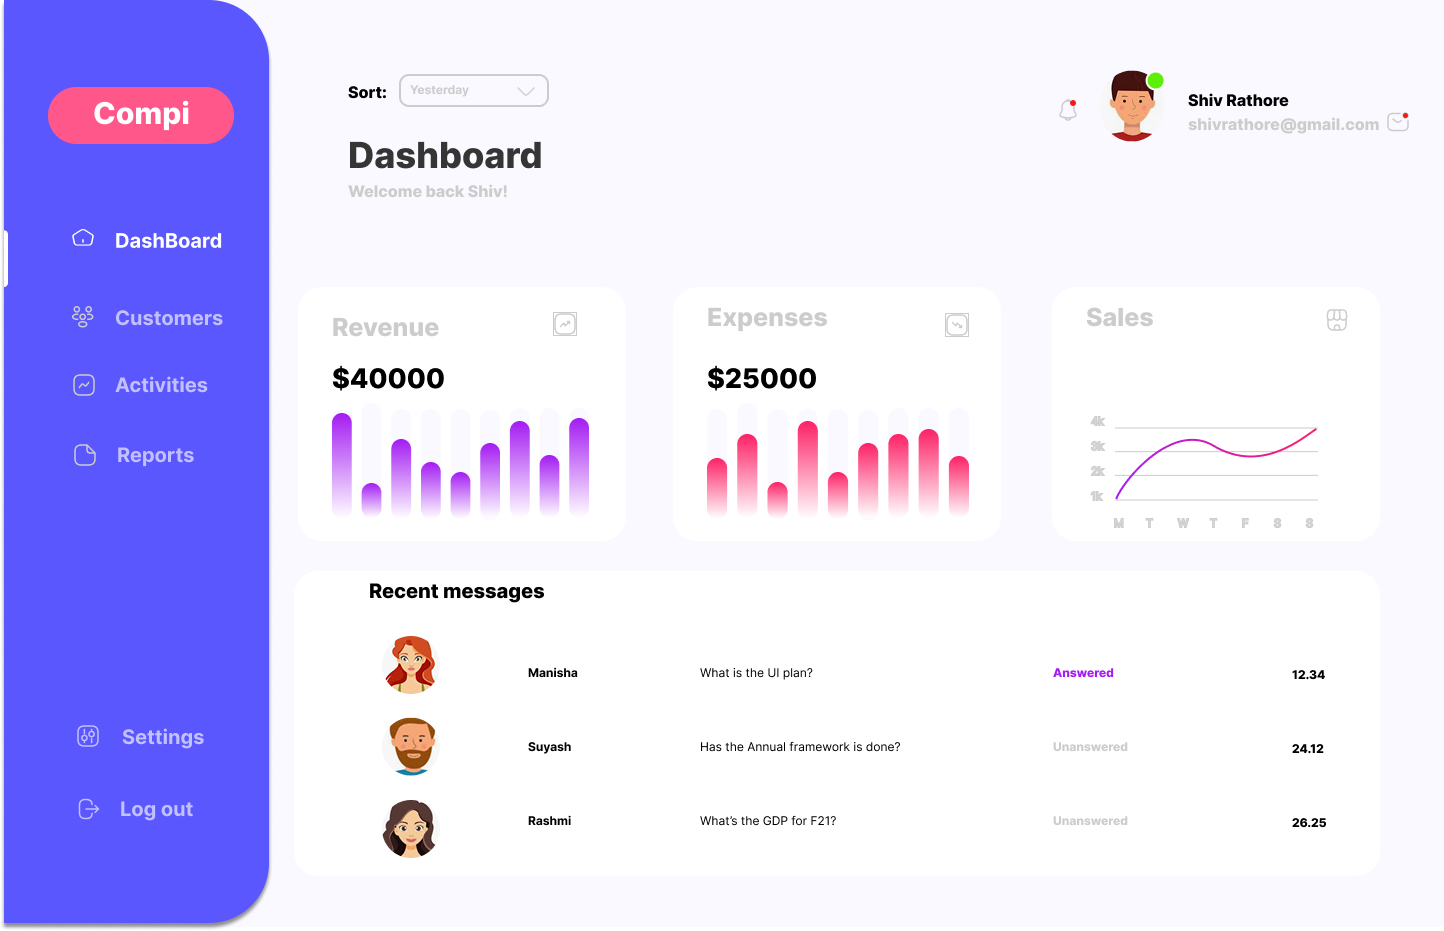 Compi
DashBoard
Customers
Activities
Reports
Settings
Log out
Sort: Yesterday
Dashboard
Welcome back Shiv!
Shiv Rathore
shivrathore@gmail.com
Revenue
$40000
Expenses
$25000
Sales
4k
3k
2k
1k
M T W T F S S
Recent messages
Manisha What is the UI plan? Answered 12.34
Suyash Has the Annual framework is done? Unanswered 24.12
Rashmi What's the GDP for F21? Unanswered 26.25